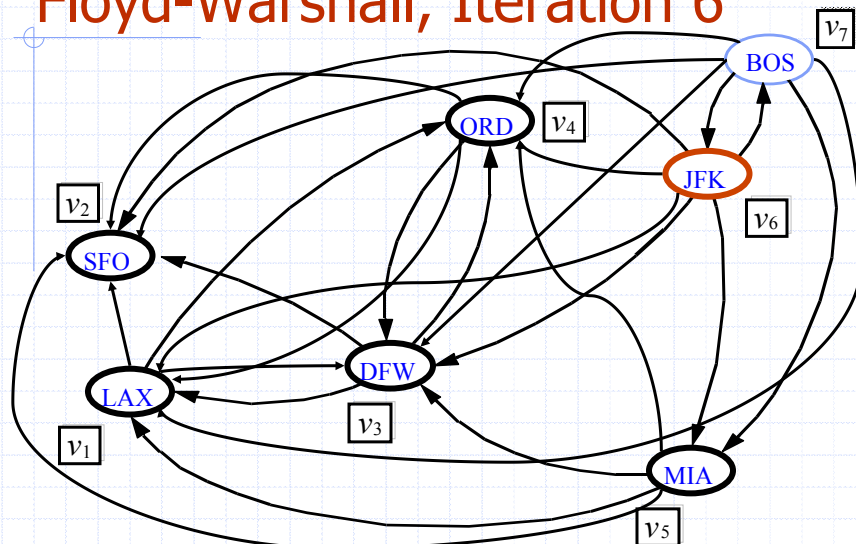 Floyd-Warshall, Iteration 6
v7
BOS
ORD
v4
JFK
v2
v6
SFO
DFW
LAX
v3
v1
MIA
v5